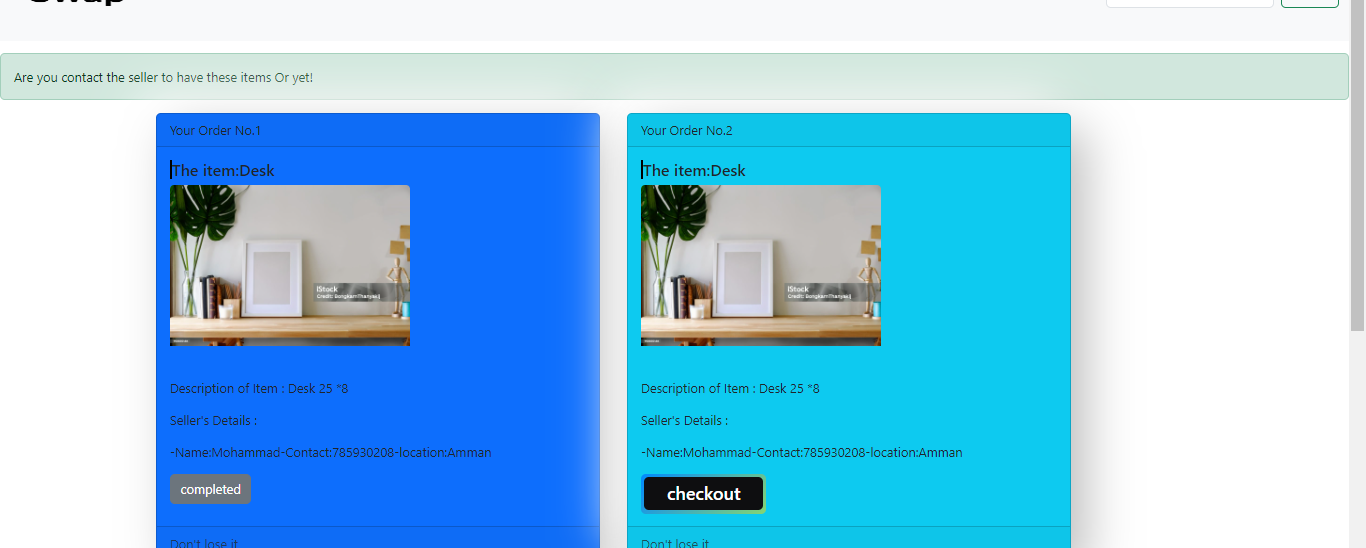 Swap
Are you contact the seller to have these items Or yet!
Your Order No.1
The item:Desk
iStock
Credit: BongkarnThanyakij
Description of Item : Desk 25 *8
Seller's Details :
-Name:Mohammad-Contact:785930208-location:Amman
completed
Don't lose it
Your Order No.2
The item:Desk
iStock
Credit: BongkarnThanyakij
Description of Item : Desk 25 *8
Seller's Details :
-Name:Mohammad-Contact:785930208-location:Amman
checkout
Don't lose it